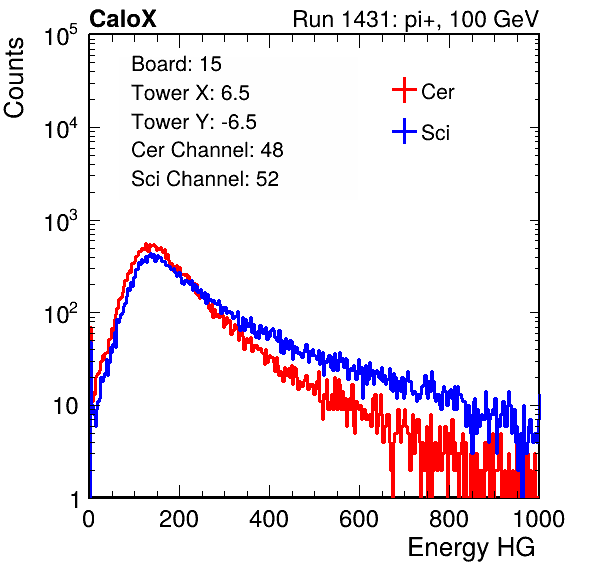 CaloX Run 1431: pi+, 100 GeV
Counts
Board: 15
Tower X: 6.5
Tower Y: -6.5
Cer Channel: 48
Sci Channel: 52
Cer
Sci
10^5
10^4
10^3
10^2
10
1
0 200 400 600 800 1000
Energy HG